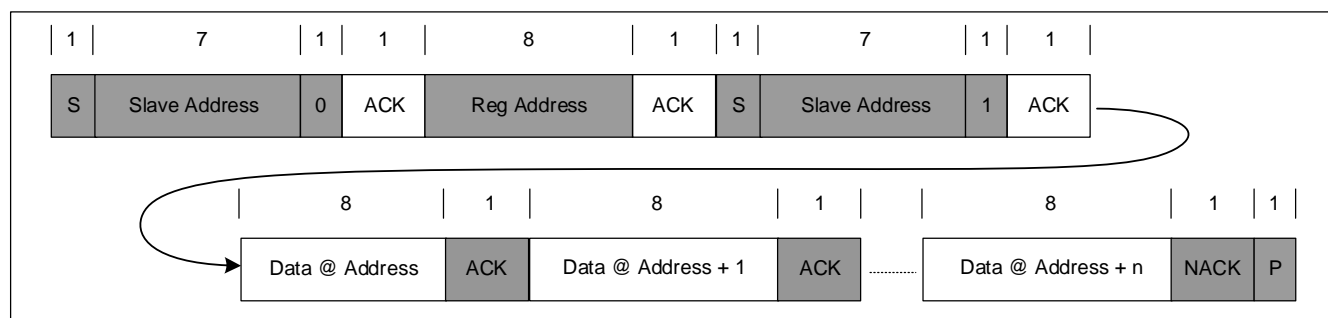 1 7 1 1 8 1 1 7 1 1
S Slave Address 0 ACK Reg Address ACK S Slave Address 1 ACK
8 1 8 1 8 1 1
Data @ Address ACK Data @ Address + 1 ACK Data @ Address + n NACK P